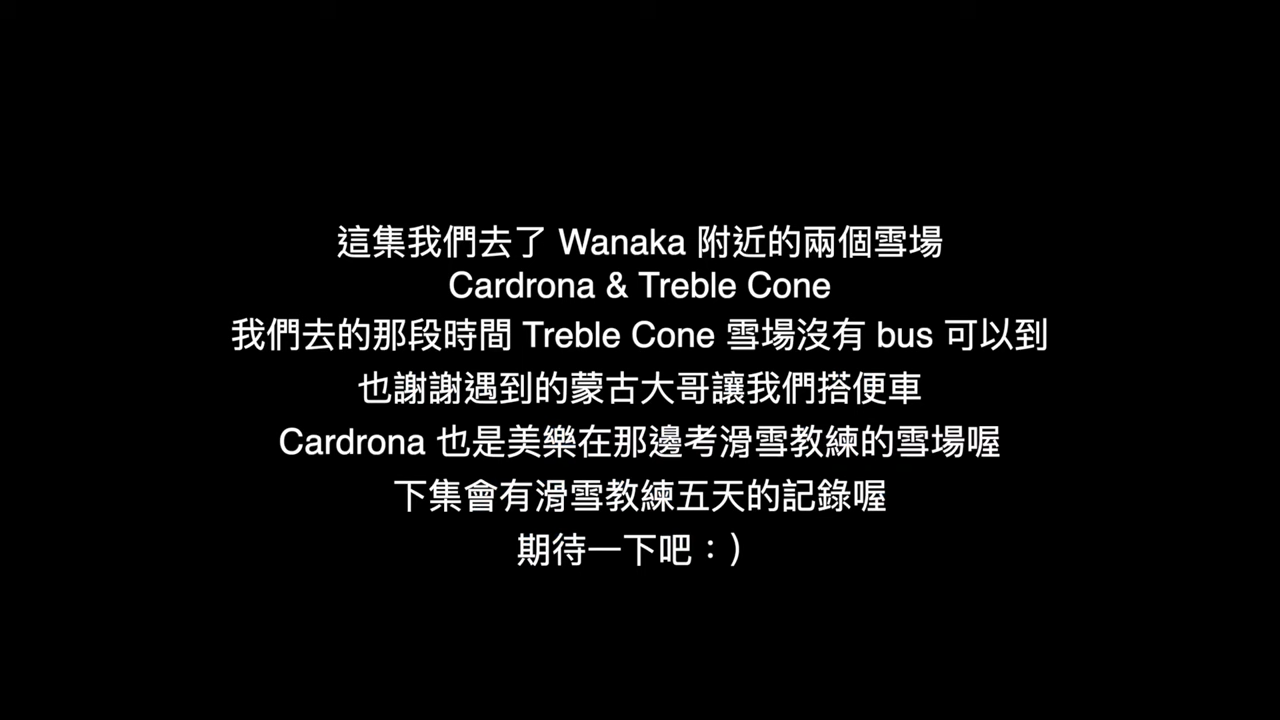 這集我們去了 Wanaka 附近的兩個雪場
Cardrona & Treble Cone
我們去的那段時間 Treble Cone 雪場沒有 bus 可以到
也謝謝遇到的蒙古大哥讓我們搭便車
Cardrona 也是美樂在那邊考滑雪教練的雪場喔
下集會有滑雪教練五天的記錄喔
期待一下吧：）